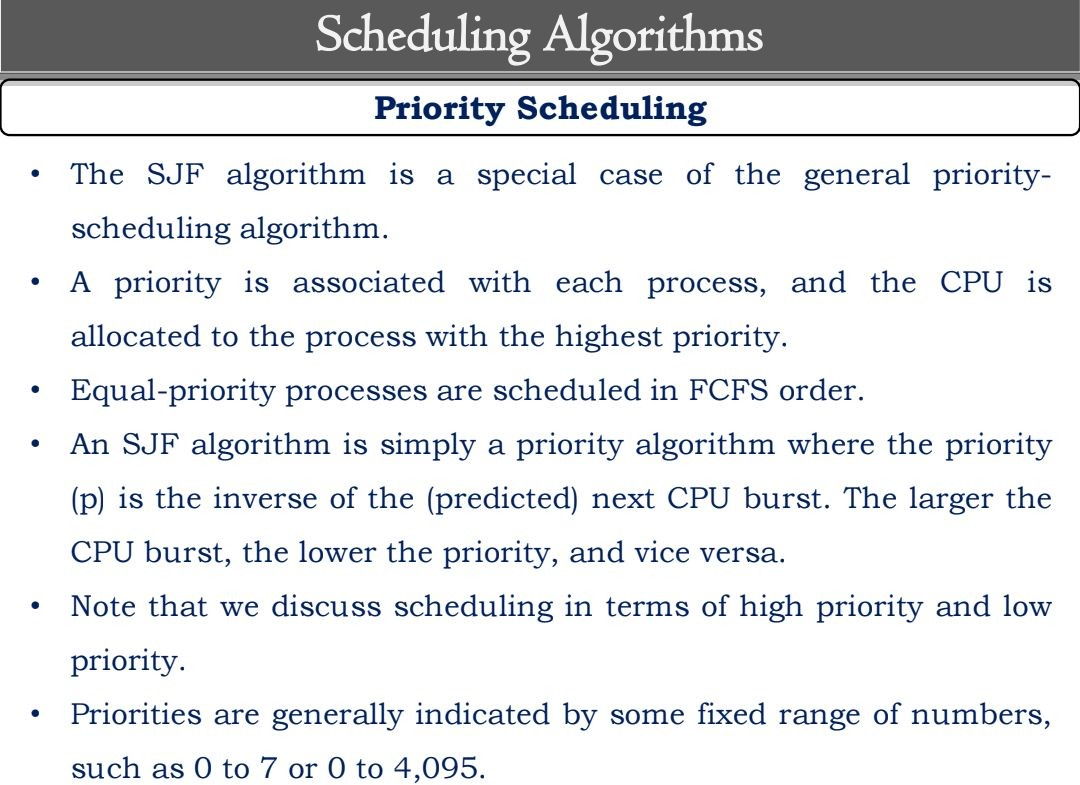 Scheduling Algorithms
Priority Scheduling
• The SJF algorithm is a special case of the general priority-
scheduling algorithm.
• A priority is associated with each process, and the CPU is
allocated to the process with the highest priority.
• Equal-priority processes are scheduled in FCFS order.
• An SJF algorithm is simply a priority algorithm where the priority
(p) is the inverse of the (predicted) next CPU burst. The larger the
CPU burst, the lower the priority, and vice versa.
• Note that we discuss scheduling in terms of high priority and low
priority.
• Priorities are generally indicated by some fixed range of numbers,
such as 0 to 7 or 0 to 4,095.